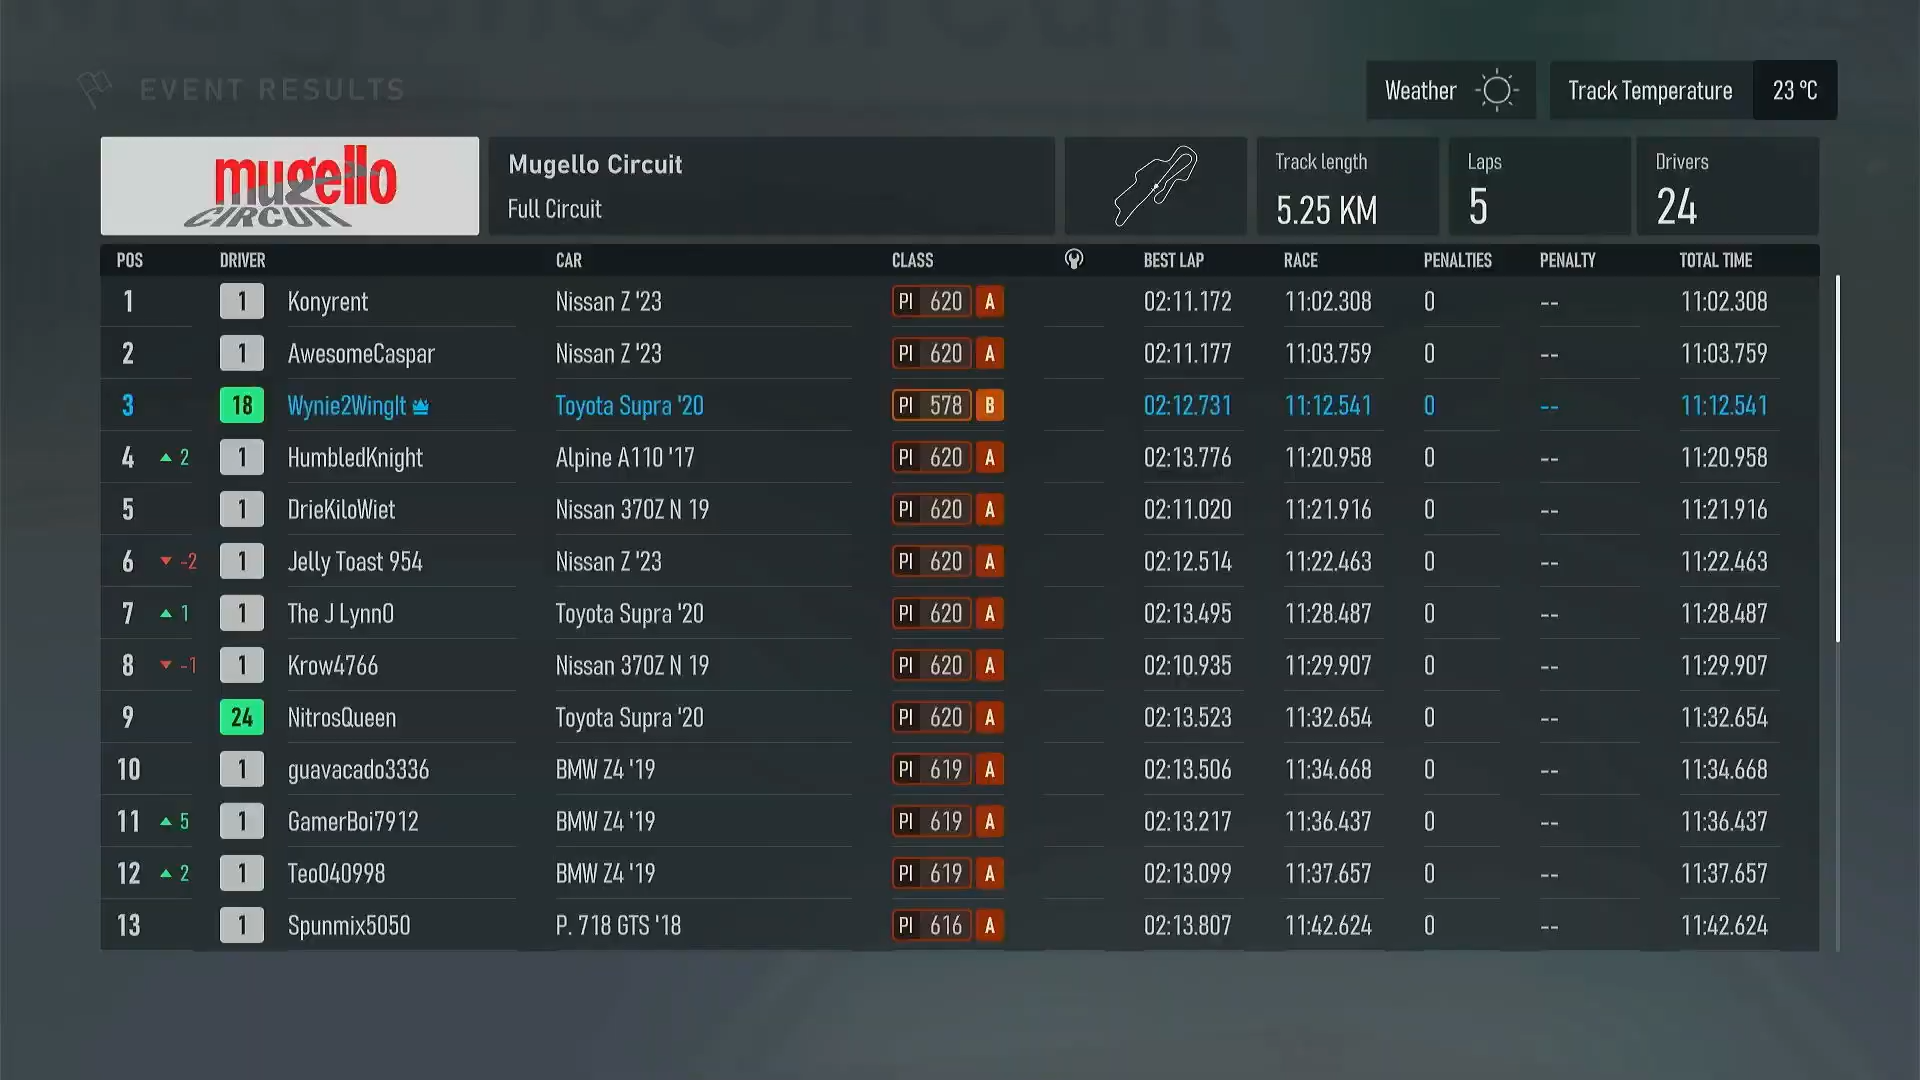 EVENT RESULTS
Weather
Track Temperature 23 °C
mugello
CIRCUIT
Mugello Circuit
Full Circuit
Track length
5.25 KM
Laps
5
Drivers
24
POS DRIVER CAR CLASS BEST LAP RACE PENALTIES PENALTY TOTAL TIME
1 1 Konyrent Nissan Z '23 PI 620 A 02:11.172 11:02.308 0 -- 11:02.308
2 1 AwesomeCaspar Nissan Z '23 PI 620 A 02:11.177 11:03.759 0 -- 11:03.759
3 18 Wynie2WingIt Toyota Supra '20 PI 578 B 02:12.731 11:12.541 0 -- 11:12.541
4 ▲ 2 1 HumbledKnight Alpine A110 '17 PI 620 A 02:13.776 11:20.958 0 -- 11:20.958
5 1 DrieKiloWiet Nissan 370Z N 19 PI 620 A 02:11.020 11:21.916 0 -- 11:21.916
6 ▼ -2 1 Jelly Toast 954 Nissan Z '23 PI 620 A 02:12.514 11:22.463 0 -- 11:22.463
7 ▲ 1 1 The J Lynn0 Toyota Supra '20 PI 620 A 02:13.495 11:28.487 0 -- 11:28.487
8 ▼ -1 1 Krow4766 Nissan 370Z N 19 PI 620 A 02:10.935 11:29.907 0 -- 11:29.907
9 24 NitrosQueen Toyota Supra '20 PI 620 A 02:13.523 11:32.654 0 -- 11:32.654
10 1 guavacado3336 BMW Z4 '19 PI 619 A 02:13.506 11:34.668 0 -- 11:34.668
11 ▲ 5 1 GamerBoi7912 BMW Z4 '19 PI 619 A 02:13.217 11:36.437 0 -- 11:36.437
12 ▲ 2 1 Teo040998 BMW Z4 '19 PI 619 A 02:13.099 11:37.657 0 -- 11:37.657
13 1 Spunmix5050 P. 718 GTS '18 PI 616 A 02:13.807 11:42.624 0 -- 11:42.624